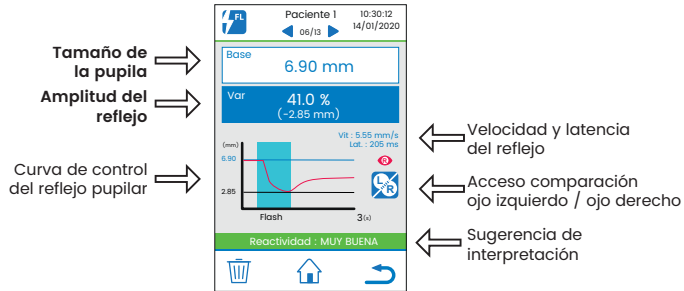 FL
Paciente 1
06/13
10:30:12
14/01/2020
Tamaño de
la pupila
Base
6.90 mm
Amplitud del
reflejo
Var
41.0 %
(-2.85 mm)
Vit : 5.55 mm/s
Lat. : 205 ms
Velocidad y latencia
del reflejo
Curva de control
del reflejo pupilar
(mm)
6.90
2.85
Flash
3(s)
R
L
R
Acceso comparación
ojo izquierdo / ojo derecho
Reactividad : MUY BUENA
Sugerencia de
interpretación